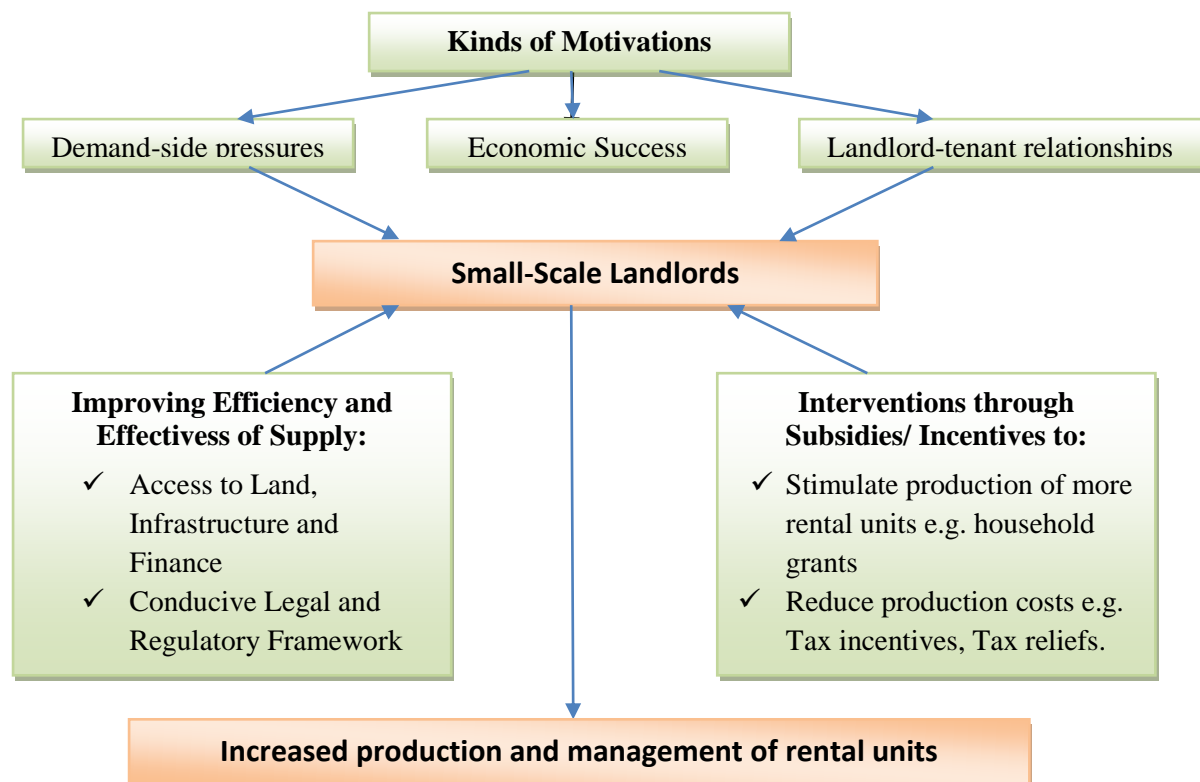 Kinds of Motivations
Demand-side pressures
Economic Success
Landlord-tenant relationships
Small-Scale Landlords
Improving Efficiency and
Effectivess of Supply:
✓ Access to Land,
Infrastructure and
Finance
✓ Conducive Legal and
Regulatory Framework
Interventions through
Subsidies/ Incentives to:
✓ Stimulate production of more
rental units e.g. household
grants
✓ Reduce production costs e.g.
Tax incentives, Tax reliefs.
Increased production and management of rental units